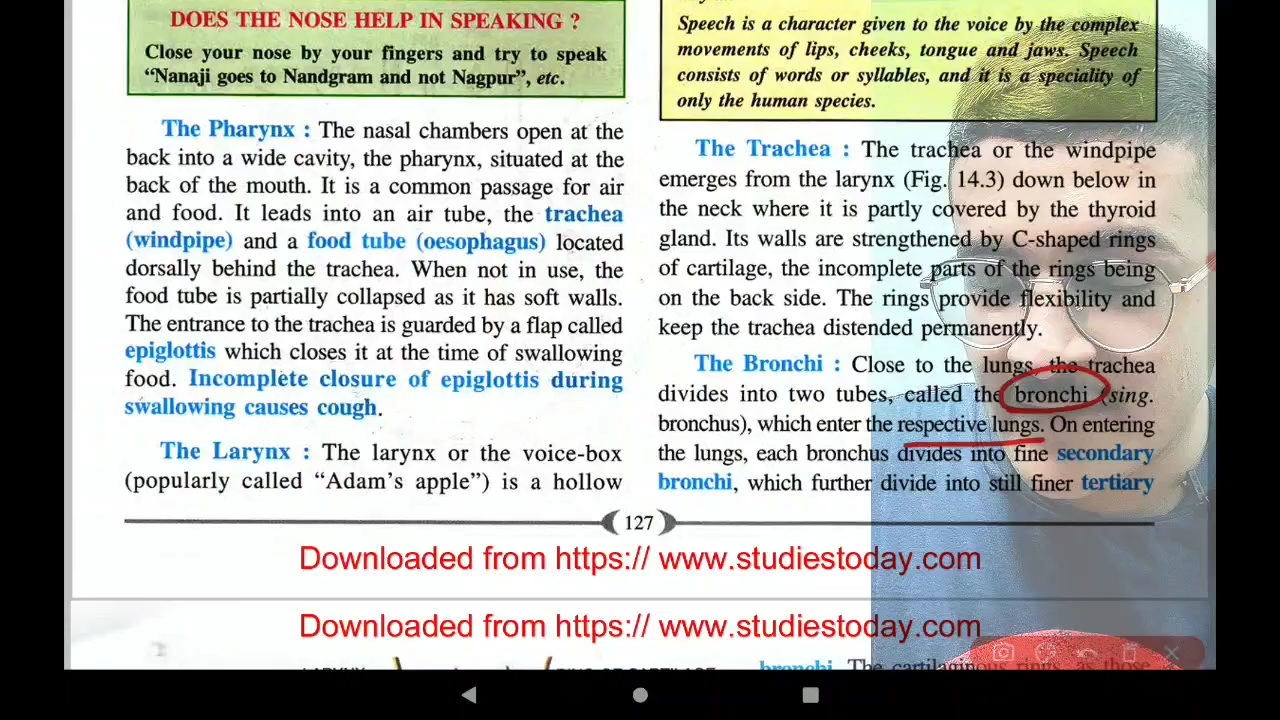 DOES THE NOSE HELP IN SPEAKING ?
Close your nose by your fingers and try to speak
“Nanaji goes to Nandgram and not Nagpur”, etc.
The Pharynx : The nasal chambers open at the
back into a wide cavity, the pharynx, situated at the
back of the mouth. It is a common passage for air
and food. It leads into an air tube, the trachea
(windpipe) and a food tube (oesophagus) located
dorsally behind the trachea. When not in use, the
food tube is partially collapsed as it has soft walls.
The entrance to the trachea is guarded by a flap called
epiglottis which closes it at the time of swallowing
food. Incomplete closure of epiglottis during
swallowing causes cough.
The Larynx : The larynx or the voice-box
(popularly called “Adam’s apple”) is a hollow
Speech is a character given to the voice by the complex
movements of lips, cheeks, tongue and jaws. Speech
consists of words or syllables, and it is a speciality of
only the human species.
The Trachea : The trachea or the windpipe
emerges from the larynx (Fig. 14.3) down below in
the neck where it is partly covered by the thyroid
gland. Its walls are strengthened by C-shaped rings
of cartilage, the incomplete parts of the rings being
on the back side. The rings provide flexibility and
keep the trachea distended permanently.
The Bronchi : Close to the lungs, the trachea
divides into two tubes, called the bronchi (sing.
bronchus), which enter the respective lungs. On entering
the lungs, each bronchus divides into fine secondary
bronchi, which further divide into still finer tertiary
127
Downloaded from https:// www.studiestoday.com
Downloaded from https:// www.studiestoday.com
bronchi. The cartilaginous rings, as those